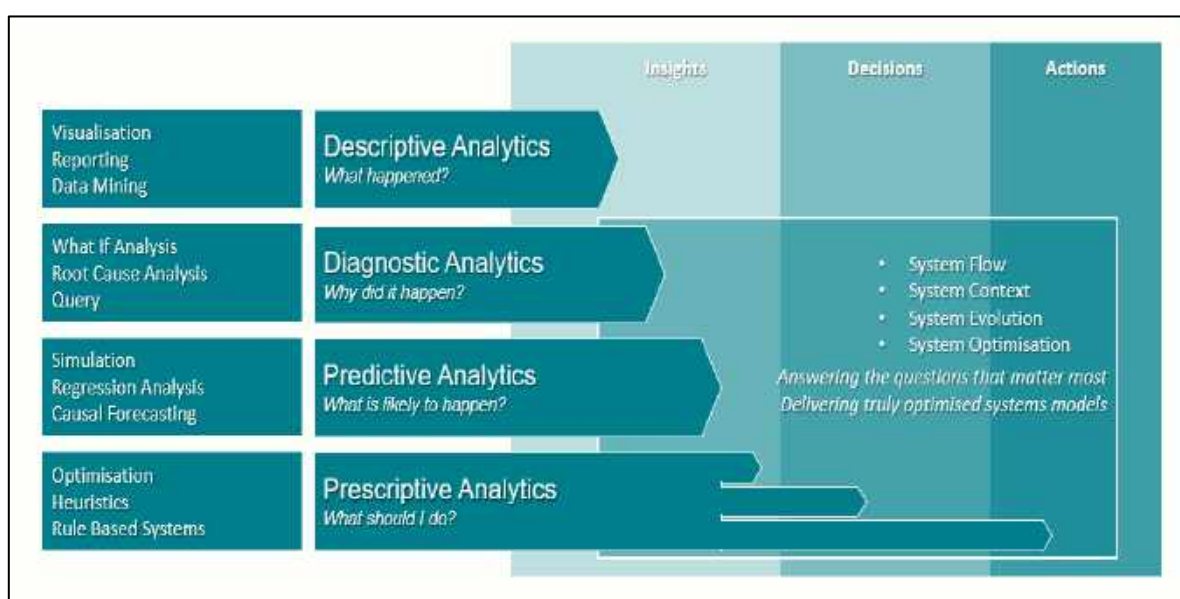 Insights
Decisions
Actions
Visualisation
Reporting
Data Mining
Descriptive Analytics
What happened?
What If Analysis
Root Cause Analysis
Query
Diagnostic Analytics
Why did it happen?
• System Flow
• System Context
• System Evolution
• System Optimisation
Answering the questions that matter most
Delivering truly optimised systems models
Simulation
Regression Analysis
Causal Forecasting
Predictive Analytics
What is likely to happen?
Optimisation
Heuristics
Rule Based Systems
Prescriptive Analytics
What should I do?